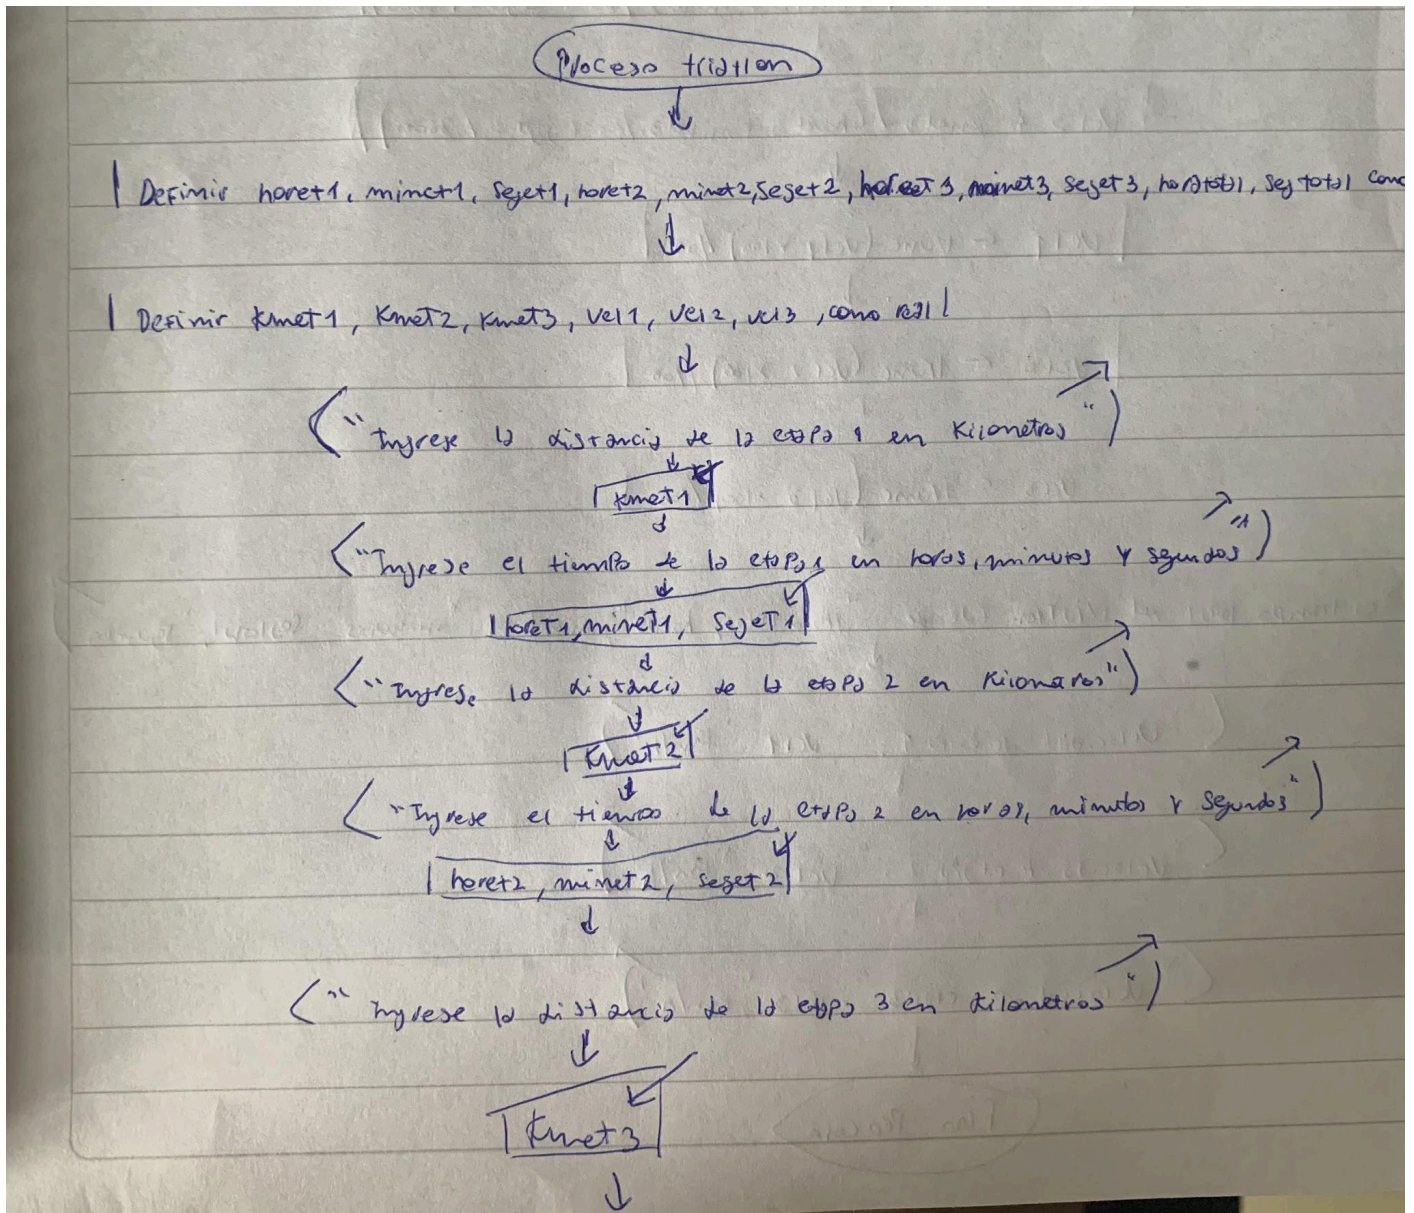 Proceso triatlon
Definir horet1, minet1, seget1, horet2, minet2, seget2, horet3, minet3, seget3, horatotal, segtotal como
Definir kmet1, kmet2, kmet3, vel1, vel2, vel3, como real
"Ingrese la distancia de la etapa 1 en Kilometros"
kmet1
"Ingrese el tiempo de la etapa 1 en horas, minutos y segundos"
horeT1, minet1, segeT1
"Ingrese la distancia de la etapa 2 en
Kmet2
"Ingrese el tiempo de la etapa 2 en horas, minutos y segundos"
horet2, minet2, seget2
"Ingrese la distancia de la etapa 3 en kilometros"
Kmet3